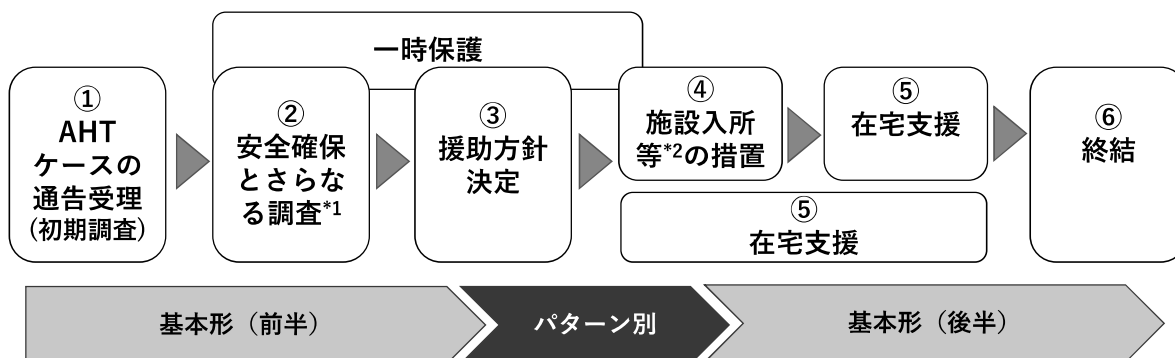 一時保護
①
AHT
ケースの
通告受理
(初期調査)
②
安全確保
とさらな
る調査*1
③
援助方針
決定
④
施設入所
等*2の措置
⑤
在宅支援
⑤
在宅支援
⑥
終結
基本形（前半）
パターン別
基本形（後半）